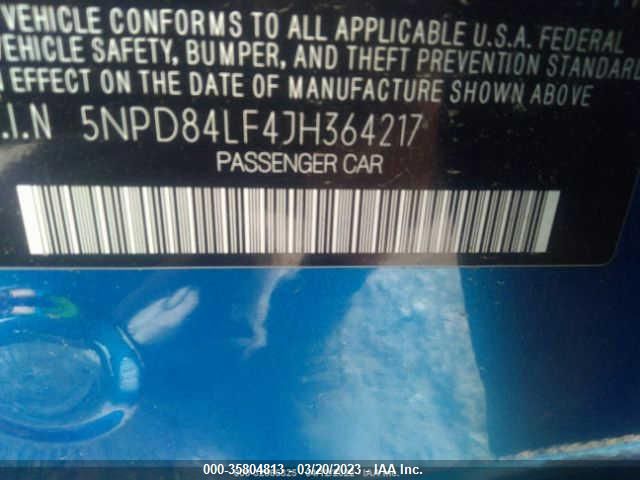 VEHICLE CONFORMS TO ALL APPLICABLE U.S.A. FEDERAL
VEHICLE SAFETY, BUMPER, AND THEFT PREVENTION STANDARD
N EFFECT ON THE DATE OF MANUFACTURE SHOWN ABOVE
.I.N 5NPD84LF4JH364217
PASSENGER CAR
000-35804813 - 03/20/2023 - IAA Inc.